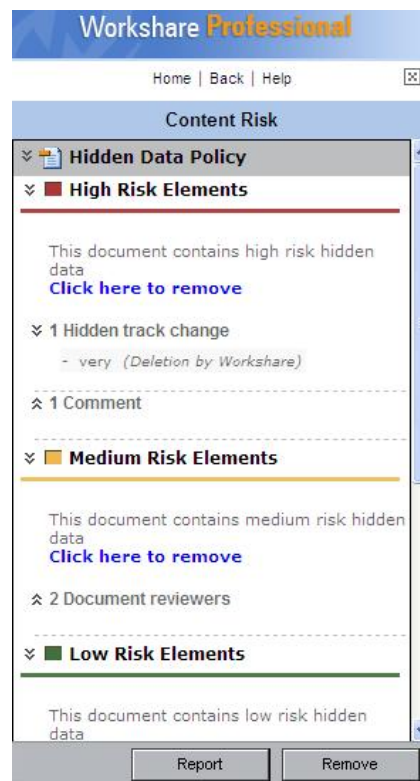 Workshare Professional
Home | Back | Help
Content Risk
Hidden Data Policy
High Risk Elements
This document contains high risk hidden
data
Click here to remove
1 Hidden track change
- very (Deletion by Workshare)
1 Comment
Medium Risk Elements
This document contains medium risk hidden
data
Click here to remove
2 Document reviewers
Low Risk Elements
This document contains low risk hidden
data
Report Remove